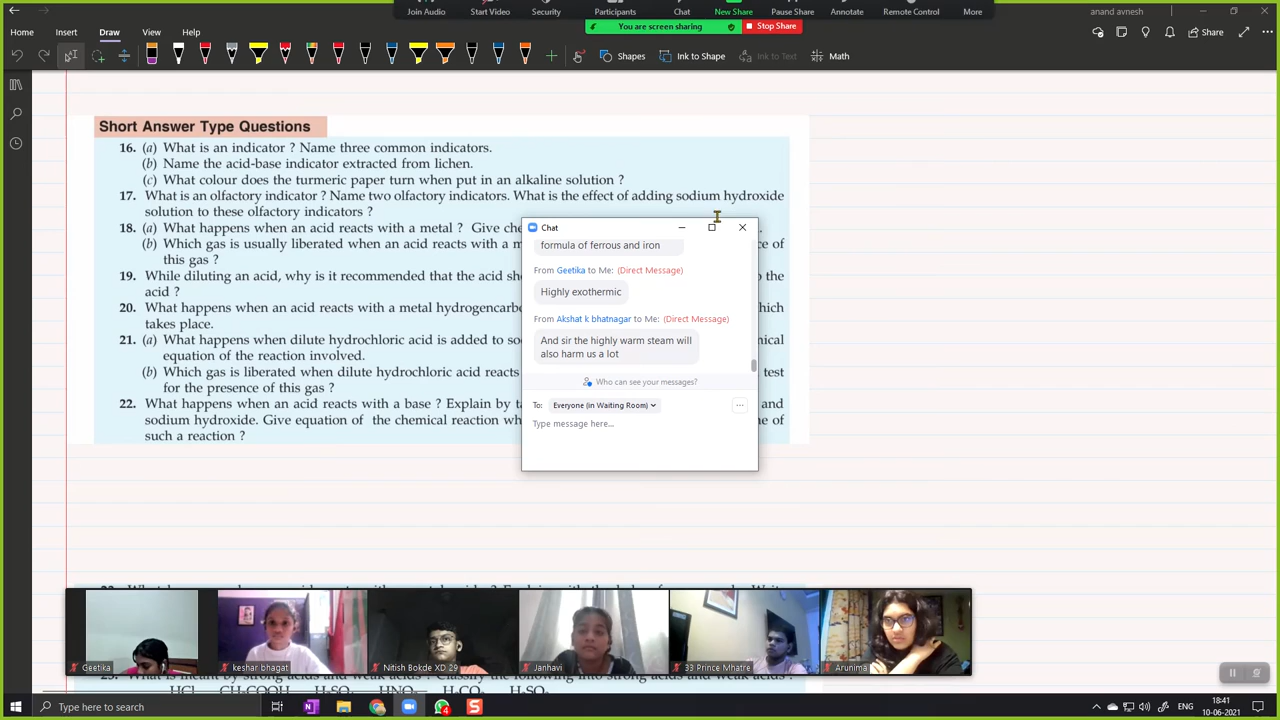 Join Audio Start Video Security Participants Chat New Share Pause Share Annotate Remote Control More
anand avnesh
You are screen sharing Stop Share
Home Insert Draw View Help
Share
Shapes Ink to Shape Ink to Text Math
Short Answer Type Questions
16. (a) What is an indicator ? Name three common indicators.
(b) Name the acid-base indicator extracted from lichen.
(c) What colour does the turmeric paper turn when put in an alkaline solution ?
17. What is an olfactory indicator ? Name two olfactory indicators. What is the effect of adding sodium hydroxide
solution to these olfactory indicators ?
18. (a) What happens when an acid reacts with a metal ? Give
(b) Which gas is usually liberated when an acid reacts with a ce of
this gas ?
19. While diluting an acid, why is it recommended that the acid the
acid ?
20. What happens when an acid reacts with a metal which
takes place.
21. (a) What happens when dilute hydrochloric acid is added to
equation of the reaction involved.
(b) Which gas is liberated when dilute hydrochloric acid reacts test
for the presence of this gas ?
22. What happens when an acid reacts with a base ? Explain by and
sodium hydroxide. Give equation of the chemical reaction of
such a reaction ?
Chat
formula of ferrous and iron
From Geetika to Me: (Direct Message)
Highly exothermic
From Akshat k bhatnagar to Me: (Direct Message)
And sir the highly warm steam will
also harm us a lot
Who can see your messages?
To: Everyone (in Waiting Room)
Type message here...
Geetika
keshar bhagat
Nitish Bokde XD 29
Janhavi
33 Prince Mhatre
Arunima
Type here to search
18:41
10-06-2021